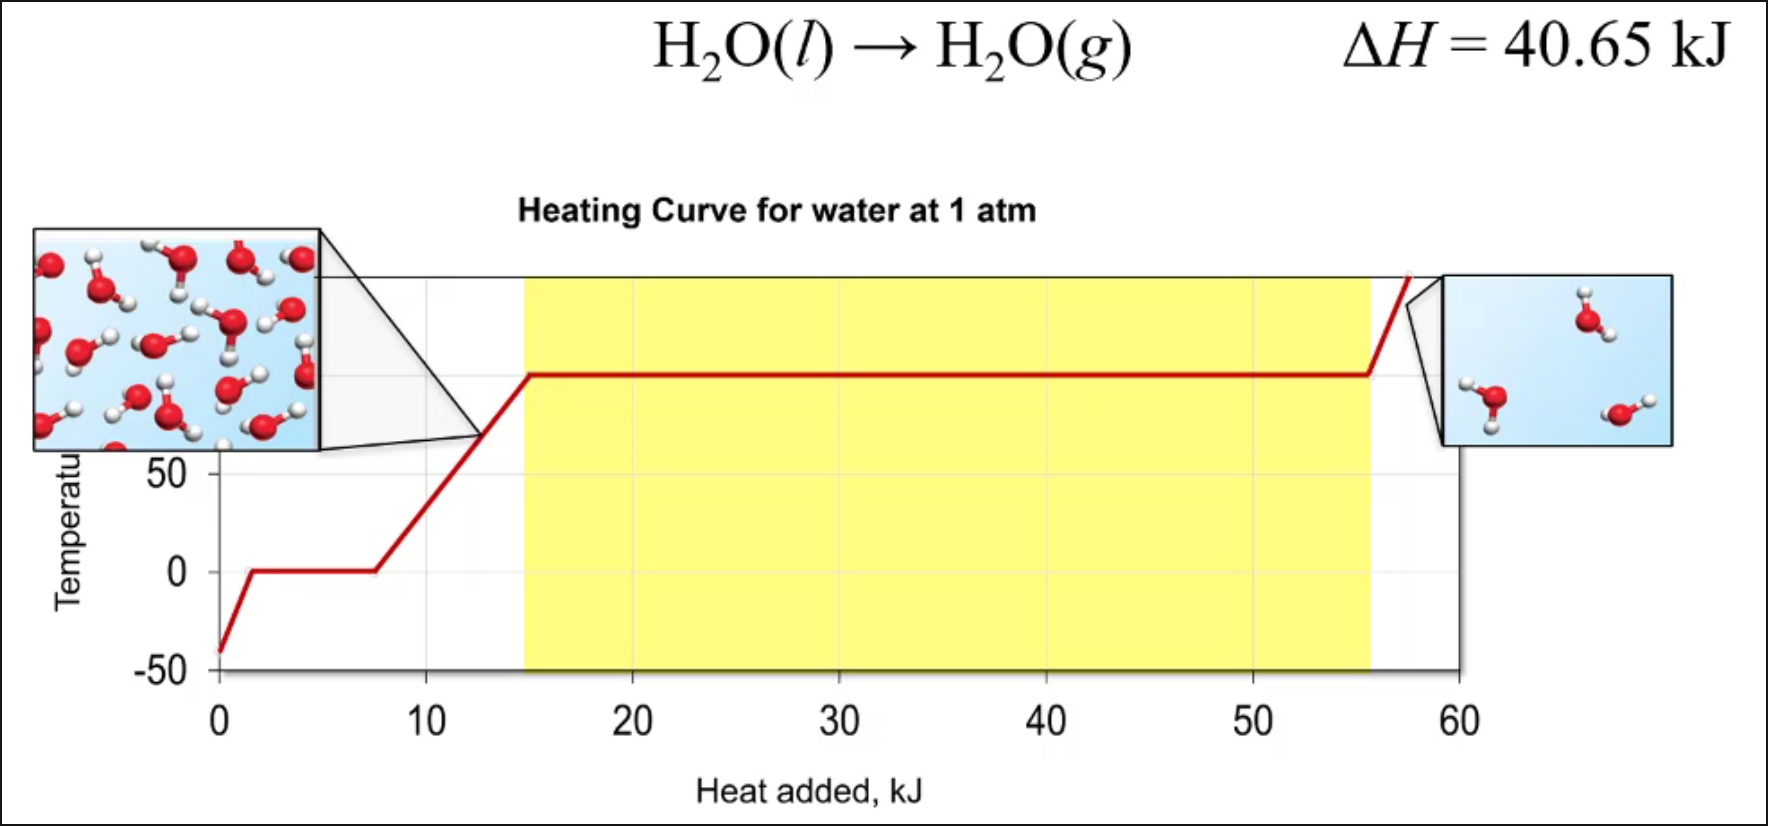 H₂O(l) → H₂O(g) ΔH = 40.65 kJ
Heating Curve for water at 1 atm
Temperatu
50
0
-50
0 10 20 30 40 50 60
Heat added, kJ